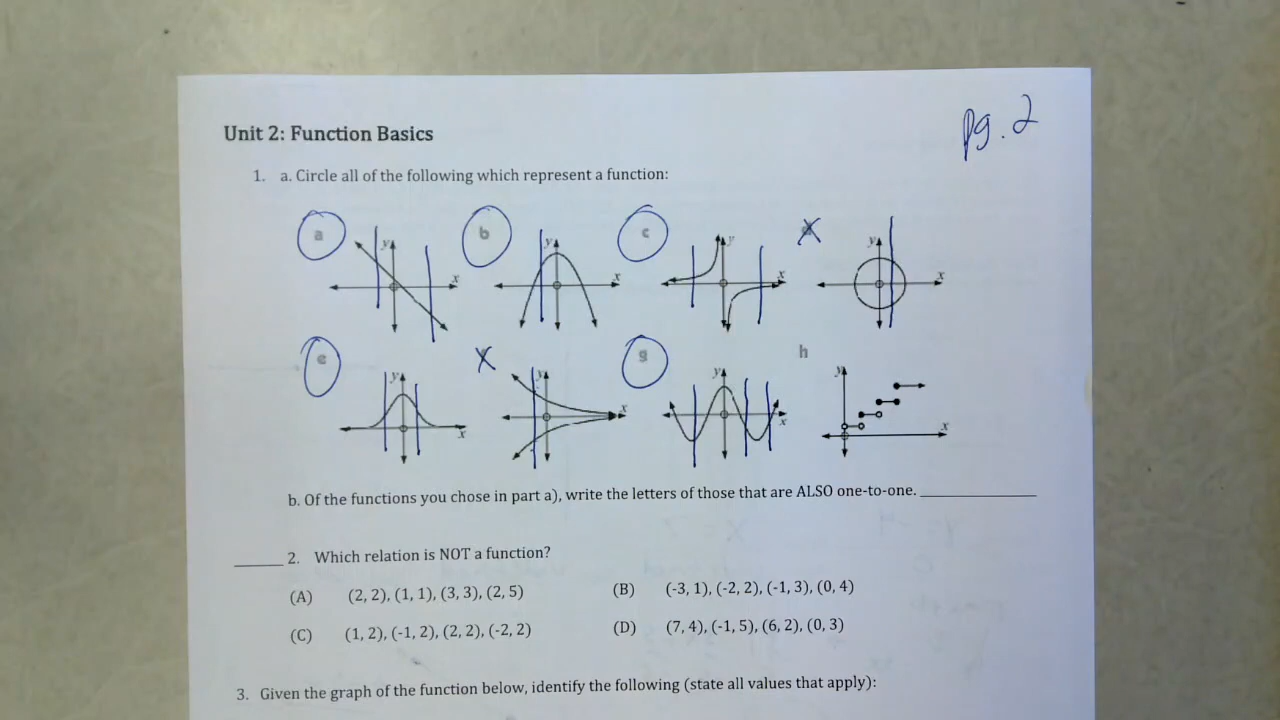 pg. 2
Unit 2: Function Basics
1. a. Circle all of the following which represent a function:
a b c
y x y x y x y x
e g h
y x y x y x y x
b. Of the functions you chose in part a), write the letters of those that are ALSO one-to-one. ____________
______ 2. Which relation is NOT a function?
(A) (2, 2), (1, 1), (3, 3), (2, 5) (B) (-3, 1), (-2, 2), (-1, 3), (0, 4)
(C) (1, 2), (-1, 2), (2, 2), (-2, 2) (D) (7, 4), (-1, 5), (6, 2), (0, 3)
3. Given the graph of the function below, identify the following (state all values that apply):